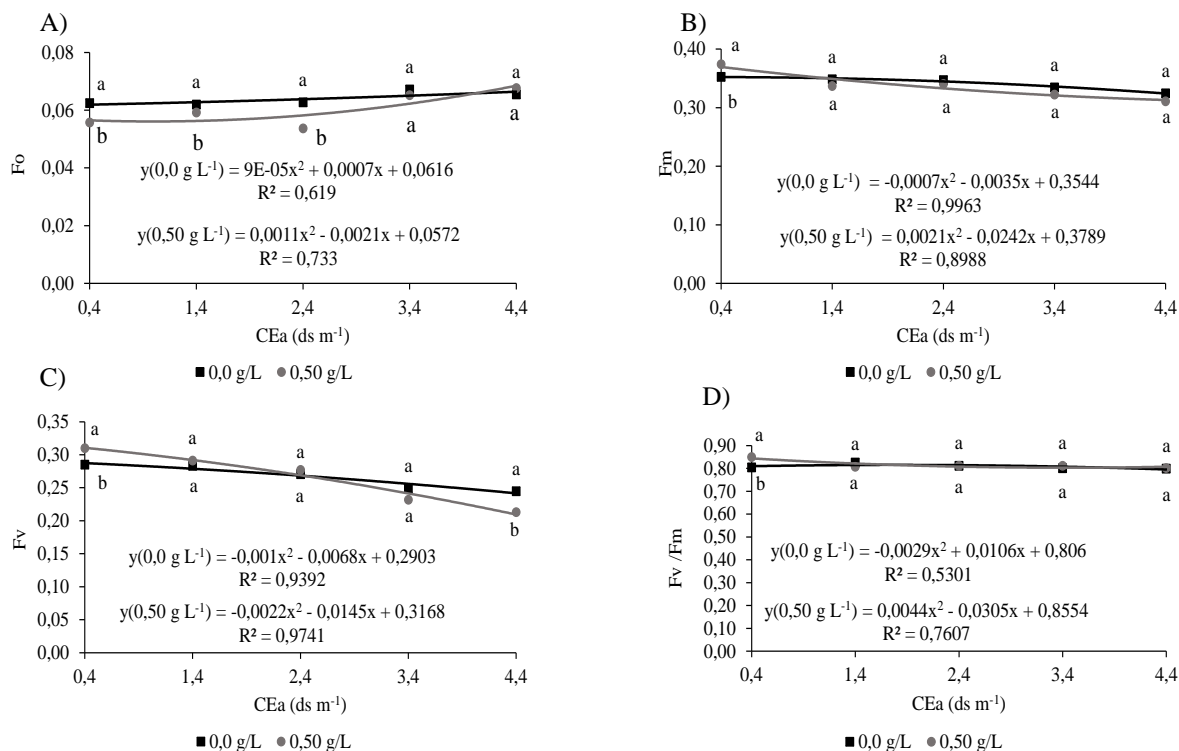 A)
0,08
0,06
0,04
0,02
0,00
Fo
a a a a a
b b b a a
y(0,0 g L-1) = 9E-05x2 + 0,0007x + 0,0616
R² = 0,619
y(0,50 g L-1) = 0,0011x2 - 0,0021x + 0,0572
R² = 0,733
0,4 1,4 2,4 3,4 4,4
CEa (ds m-1)
0,0 g/L 0,50 g/L
B)
0,40
0,30
0,20
0,10
0,00
Fm
a a a a a
b a a a a
y(0,0 g L-1) = -0,0007x2 - 0,0035x + 0,3544
R² = 0,9963
y(0,50 g L-1) = 0,0021x2 - 0,0242x + 0,3789
R² = 0,8988
0,4 1,4 2,4 3,4 4,4
CEa (ds m-1)
0,0 g/L 0,50 g/L
C)
0,35
0,30
0,25
0,20
0,15
0,10
0,05
0,00
Fv
a a a a a
b a a a b
y(0,0 g L-1) = -0,001x2 - 0,0068x + 0,2903
R² = 0,9392
y(0,50 g L-1) = -0,0022x2 - 0,0145x + 0,3168
R² = 0,9741
0,4 1,4 2,4 3,4 4,4
CEa (ds m-1)
0,0 g/L 0,50 g/L
D)
0,90
0,80
0,70
0,60
0,50
0,40
0,30
0,20
0,10
0,00
Fv /Fm
a a a a a
b a a a a
y(0,0 g L-1) = -0,0029x2 + 0,0106x + 0,806
R² = 0,5301
y(0,50 g L-1) = 0,0044x2 - 0,0305x + 0,8554
R² = 0,7607
0,4 1,4 2,4 3,4 4,4
CEa (ds m-1)
0,0 g/L 0,50 g/L